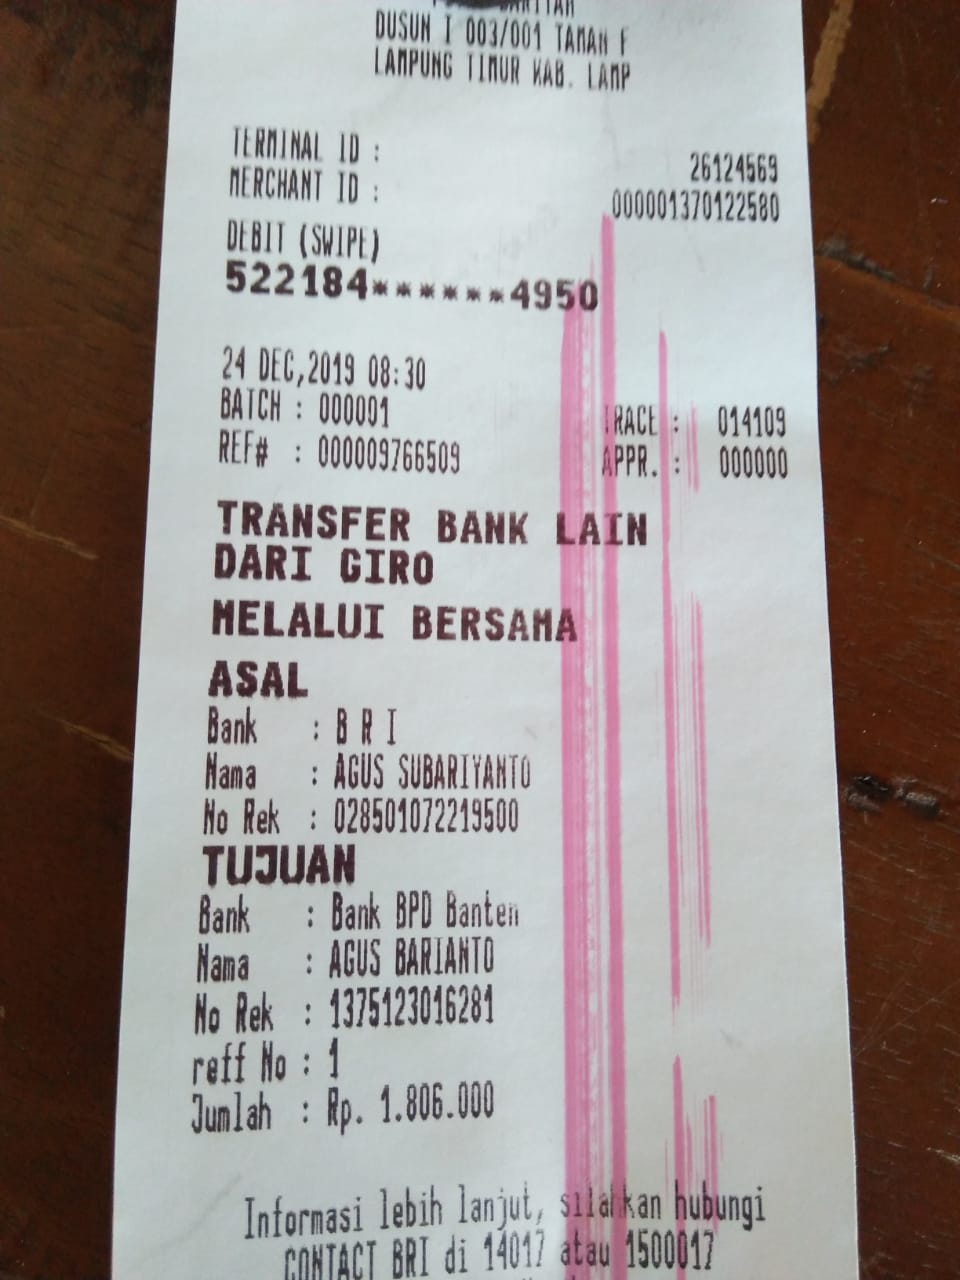 DUSUN I 003/001 TAMAN F
LAMPUNG TIMUR KAB. LAMP
TERMINAL ID : 26124569
MERCHANT ID : 000001370122580
DEBIT (SWIPE)
522184******4950
24 DEC,2019 08:30
BATCH : 000091 TRACE : 014109
REF# : 000009766509 APPR. : 000000
TRANSFER BANK LAIN
DARI GIRO
MELALUI BERSAMA
ASAL
Bank : B R I
Nama : AGUS SUBARIYANTO
No Rek : 028501072219500
TUJUAN
Bank : Bank BPD Banten
Nama : AGUS BARIANTO
No Rek : 1375123016281
reff No : 1
Jumlah : Rp. 1.806.000
Informasi lebih lanjut, silahkan hubungi
CONTACT BRI di 14017 atau 1500017